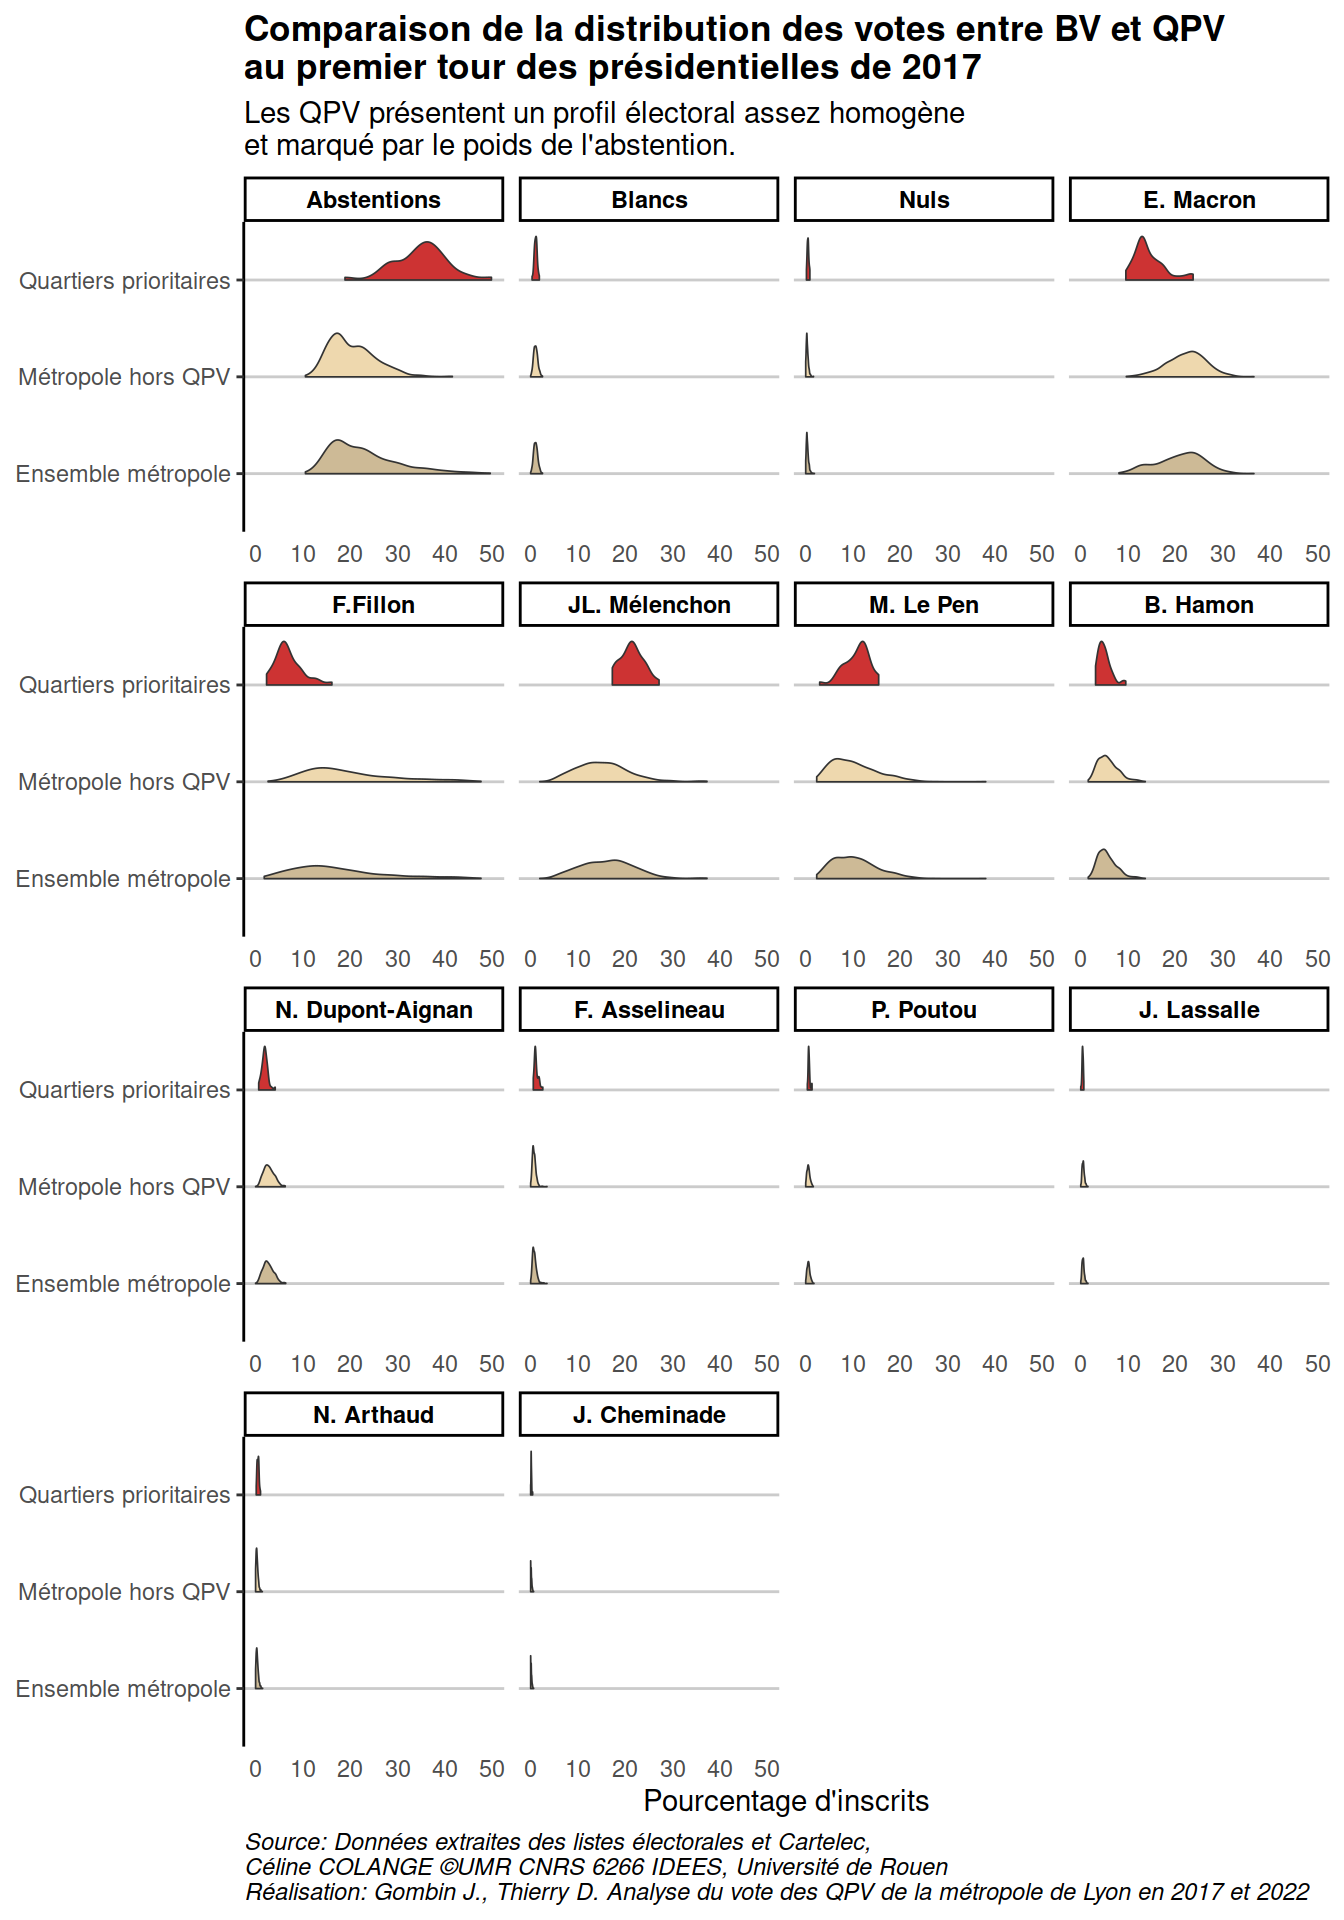 Comparaison de la distribution des votes entre BV et QPV
au premier tour des présidentielles de 2017
Les QPV présentent un profil électoral assez homogène
et marqué par le poids de l'abstention.
Abstentions Blancs Nuls E. Macron
Quartiers prioritaires
Métropole hors QPV
Ensemble métropole
0 10 20 30 40 50 0 10 20 30 40 50 0 10 20 30 40 50 0 10 20 30 40 50
F.Fillon JL. Mélenchon M. Le Pen B. Hamon
Quartiers prioritaires
Métropole hors QPV
Ensemble métropole
0 10 20 30 40 50 0 10 20 30 40 50 0 10 20 30 40 50 0 10 20 30 40 50
N. Dupont-Aignan F. Asselineau P. Poutou J. Lassalle
Quartiers prioritaires
Métropole hors QPV
Ensemble métropole
0 10 20 30 40 50 0 10 20 30 40 50 0 10 20 30 40 50 0 10 20 30 40 50
N. Arthaud J. Cheminade
Quartiers prioritaires
Métropole hors QPV
Ensemble métropole
0 10 20 30 40 50 0 10 20 30 40 50
Pourcentage d'inscrits
Source: Données extraites des listes électorales et Cartelec,
Céline COLANGE ©UMR CNRS 6266 IDEES, Université de Rouen
Réalisation: Gombin J., Thierry D. Analyse du vote des QPV de la métropole de Lyon en 2017 et 2022